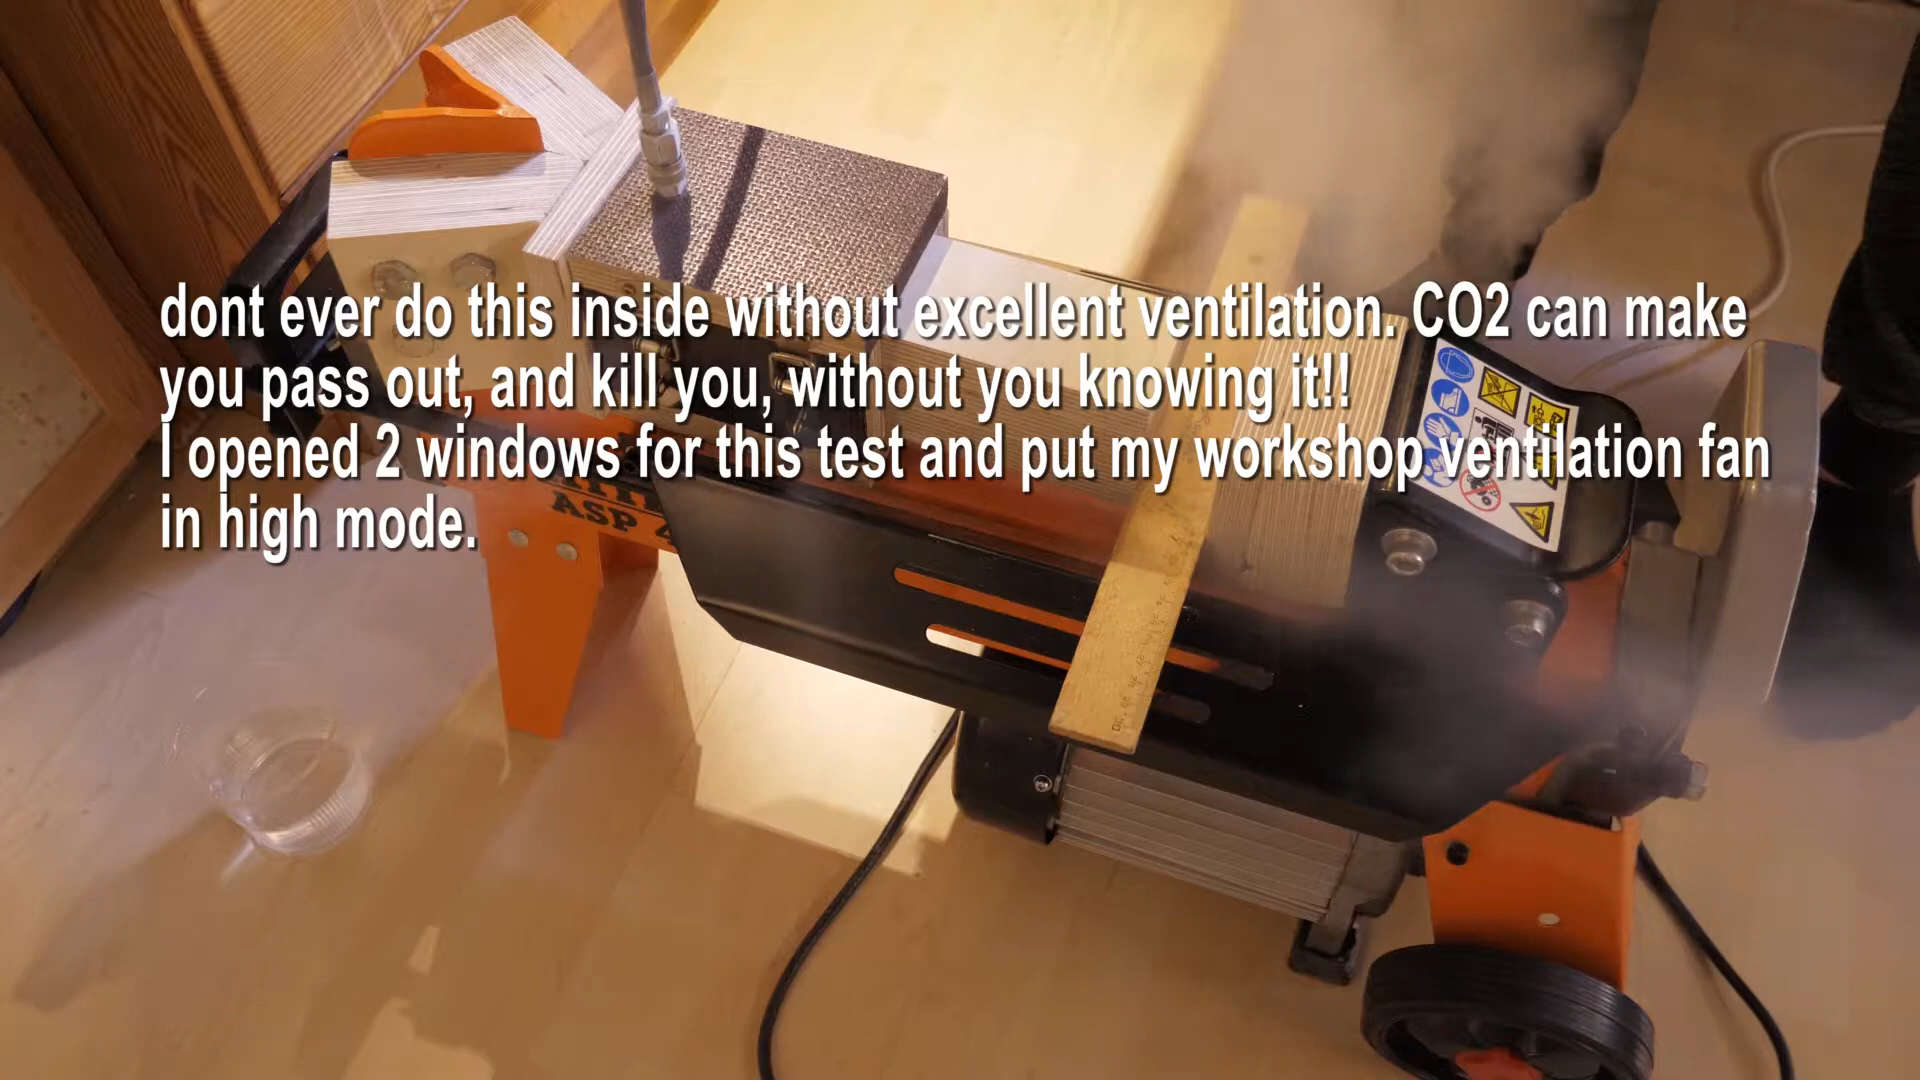 dont ever do this inside without excellent ventilation. CO2 can make
you pass out, and kill you, without you knowing it!!
I opened 2 windows for this test and put my workshop ventilation fan
in high mode.
ASP